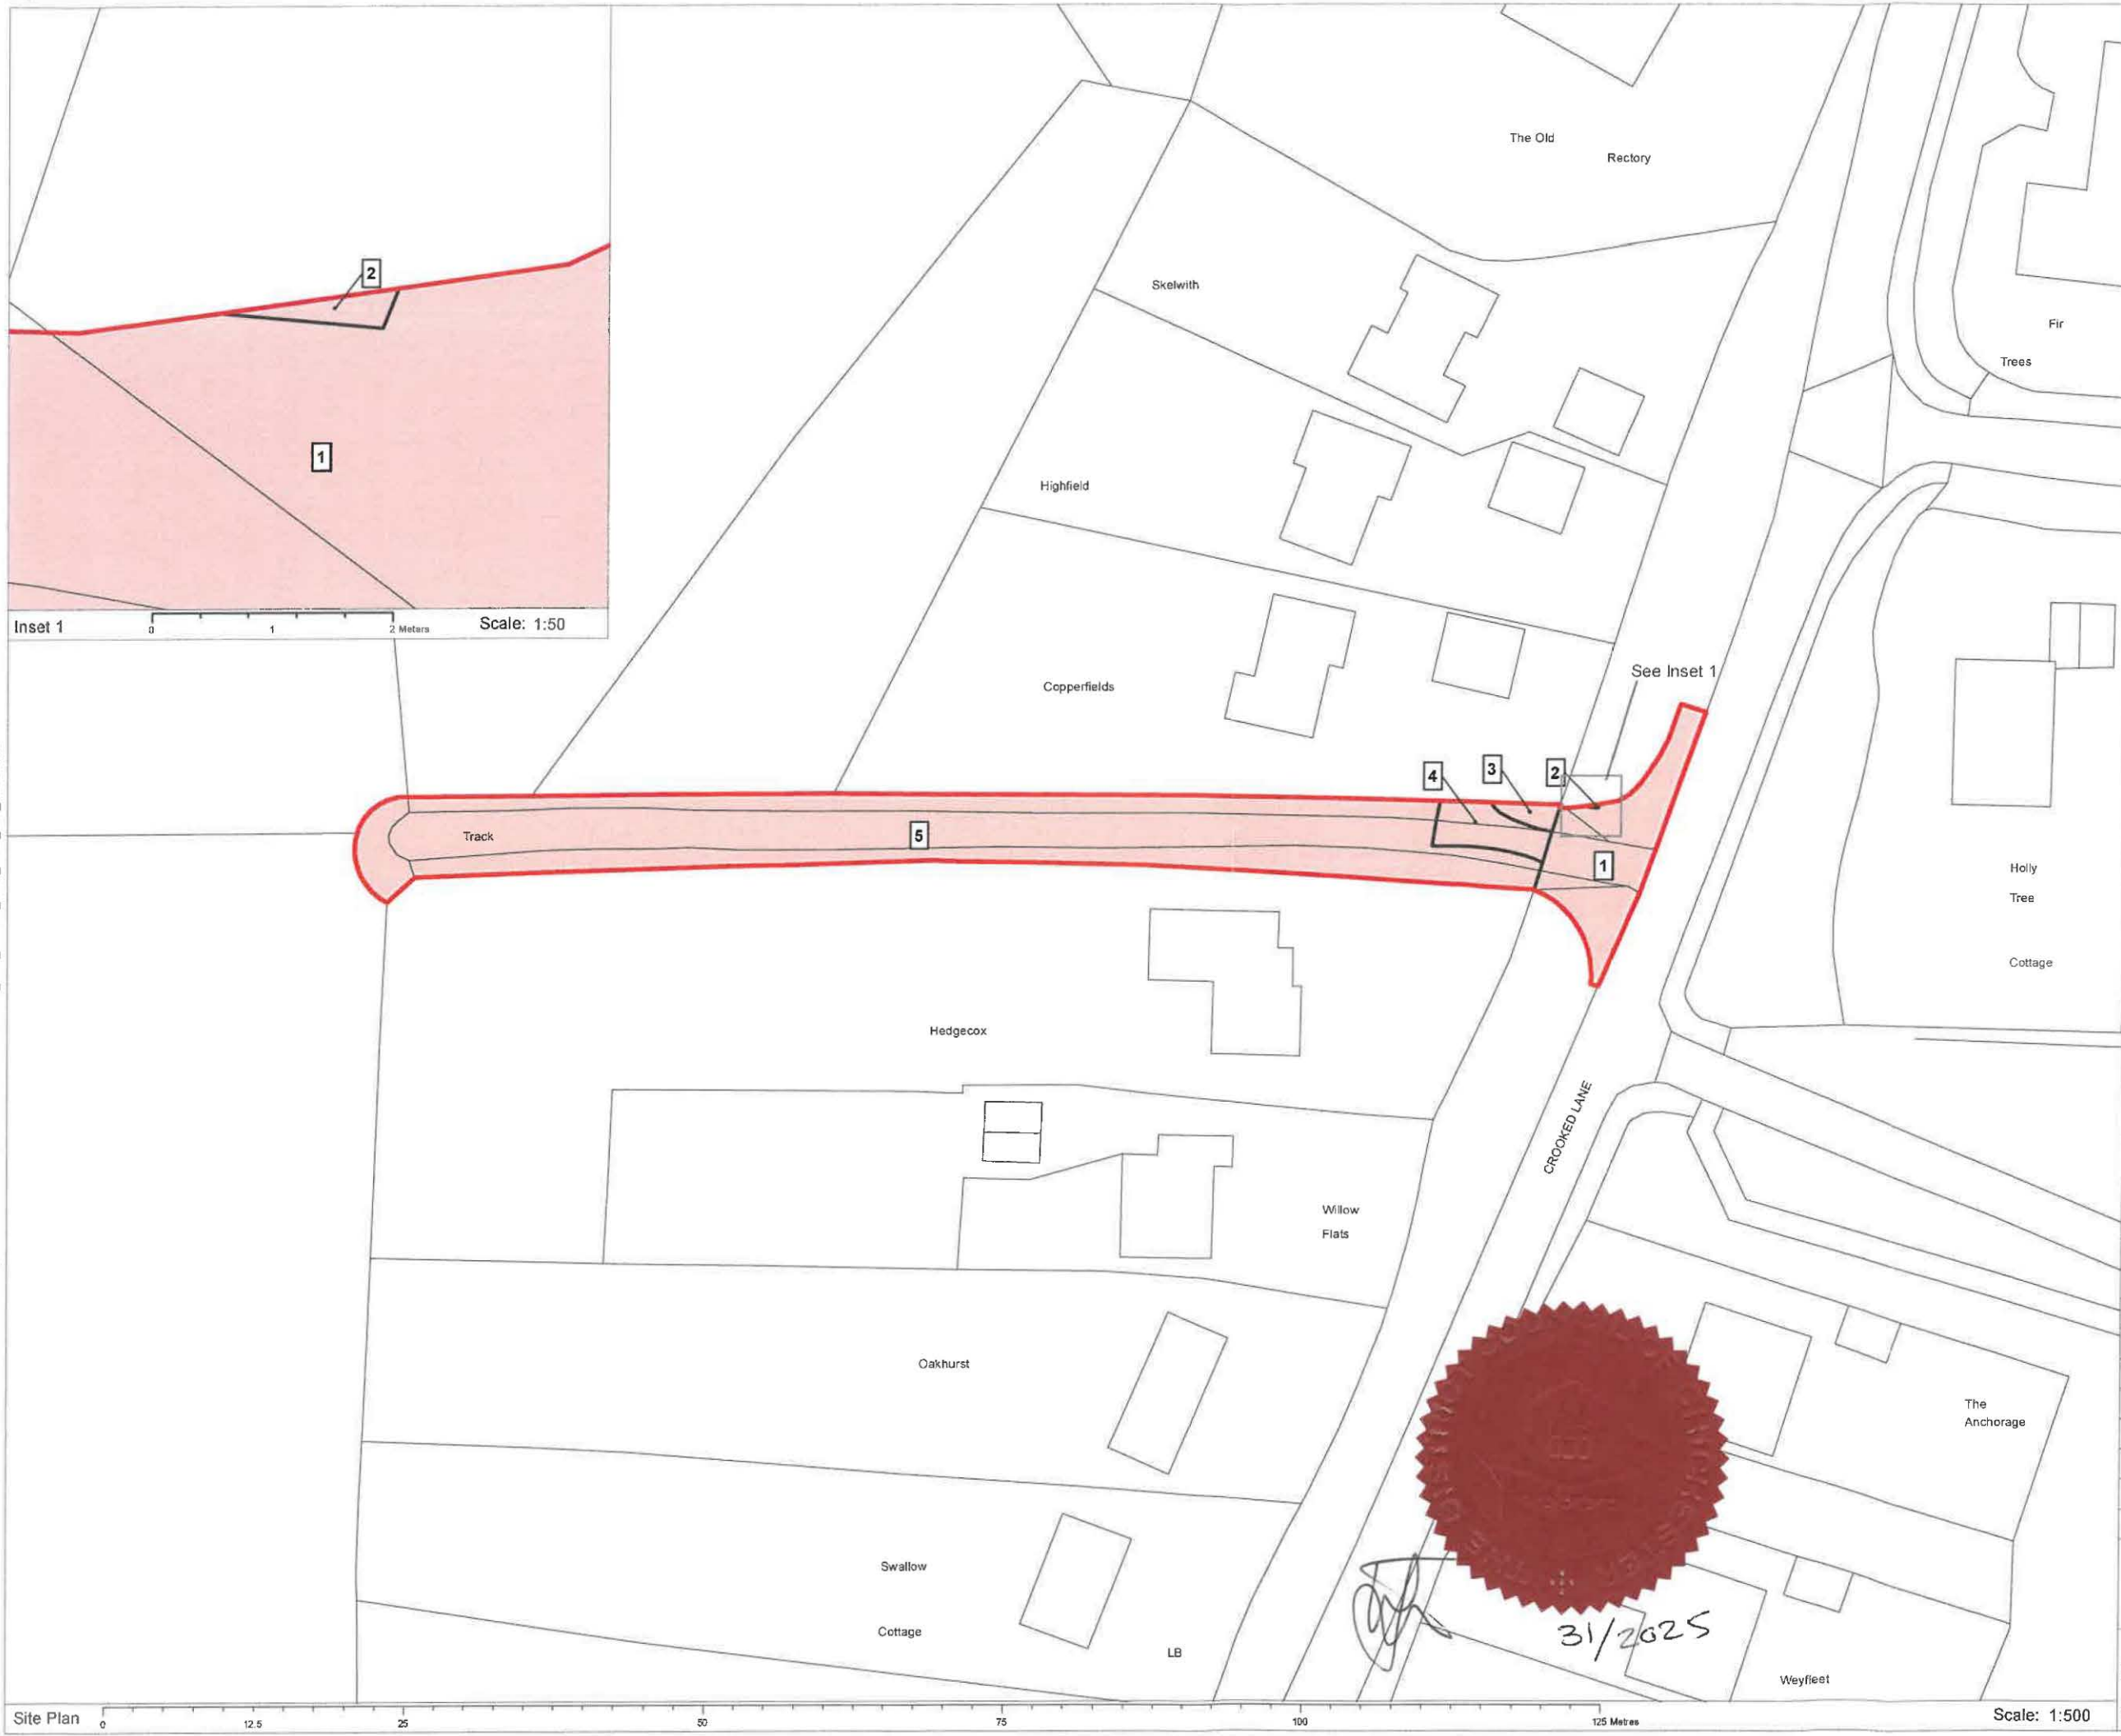 The Old
Rectory
2
1
Inset 1
0 1 2 Meters
Scale: 1:50
Skelwith
Fir
Trees
Highfield
See Inset 1
Copperfields
4
3
2
Track
5
1
Holly
Tree
Cottage
Hedgecox
CROOKED LANE
Willow
Flats
Oakhurst
The
Anchorage
Swallow
Cottage
LB
31/2025
Weyfleet
Site Plan
0 12.5 25 50 75 100 125 Metres
Scale: 1:500